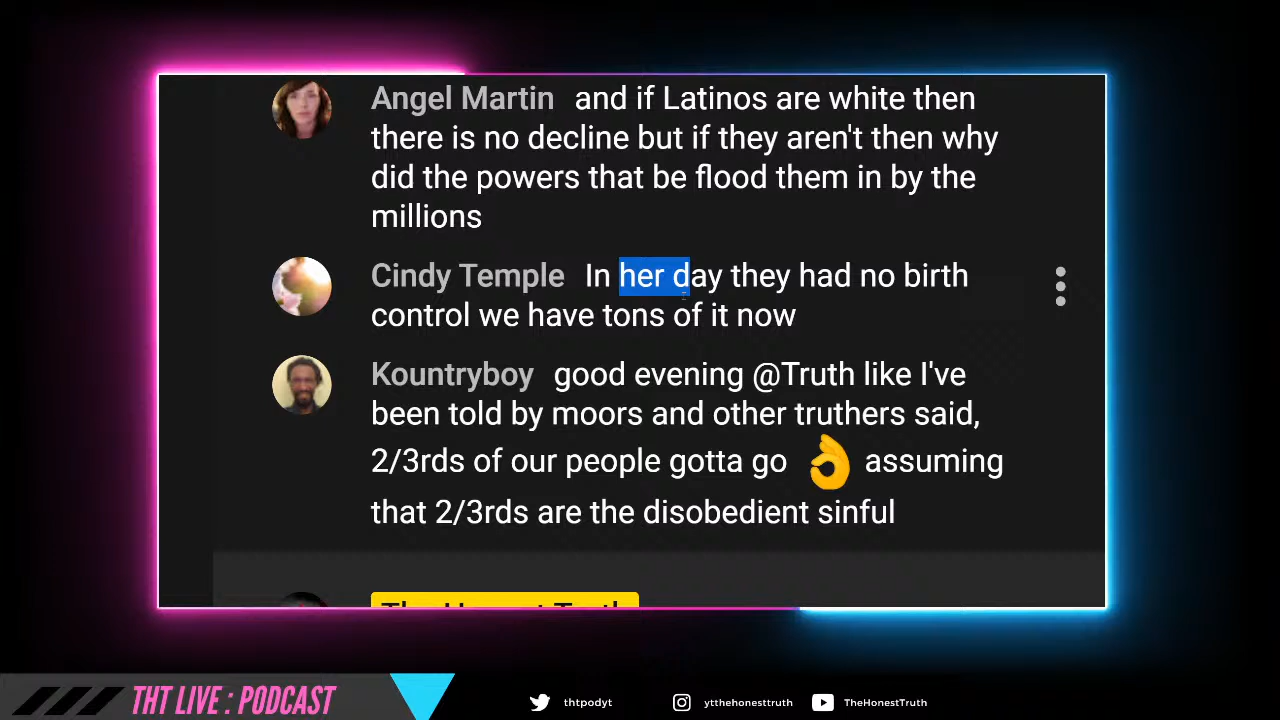 Angel Martin and if Latinos are white then
there is no decline but if they aren't then why
did the powers that be flood them in by the
millions
Cindy Temple In her day they had no birth
control we have tons of it now
Kountryboy good evening @Truth like I've
been told by moors and other truthers said,
2/3rds of our people gotta go 👌 assuming
that 2/3rds are the disobedient sinful
The Honest Truth
THT LIVE : PODCAST
thtpodyt
ytthehonesttruth
TheHonestTruth